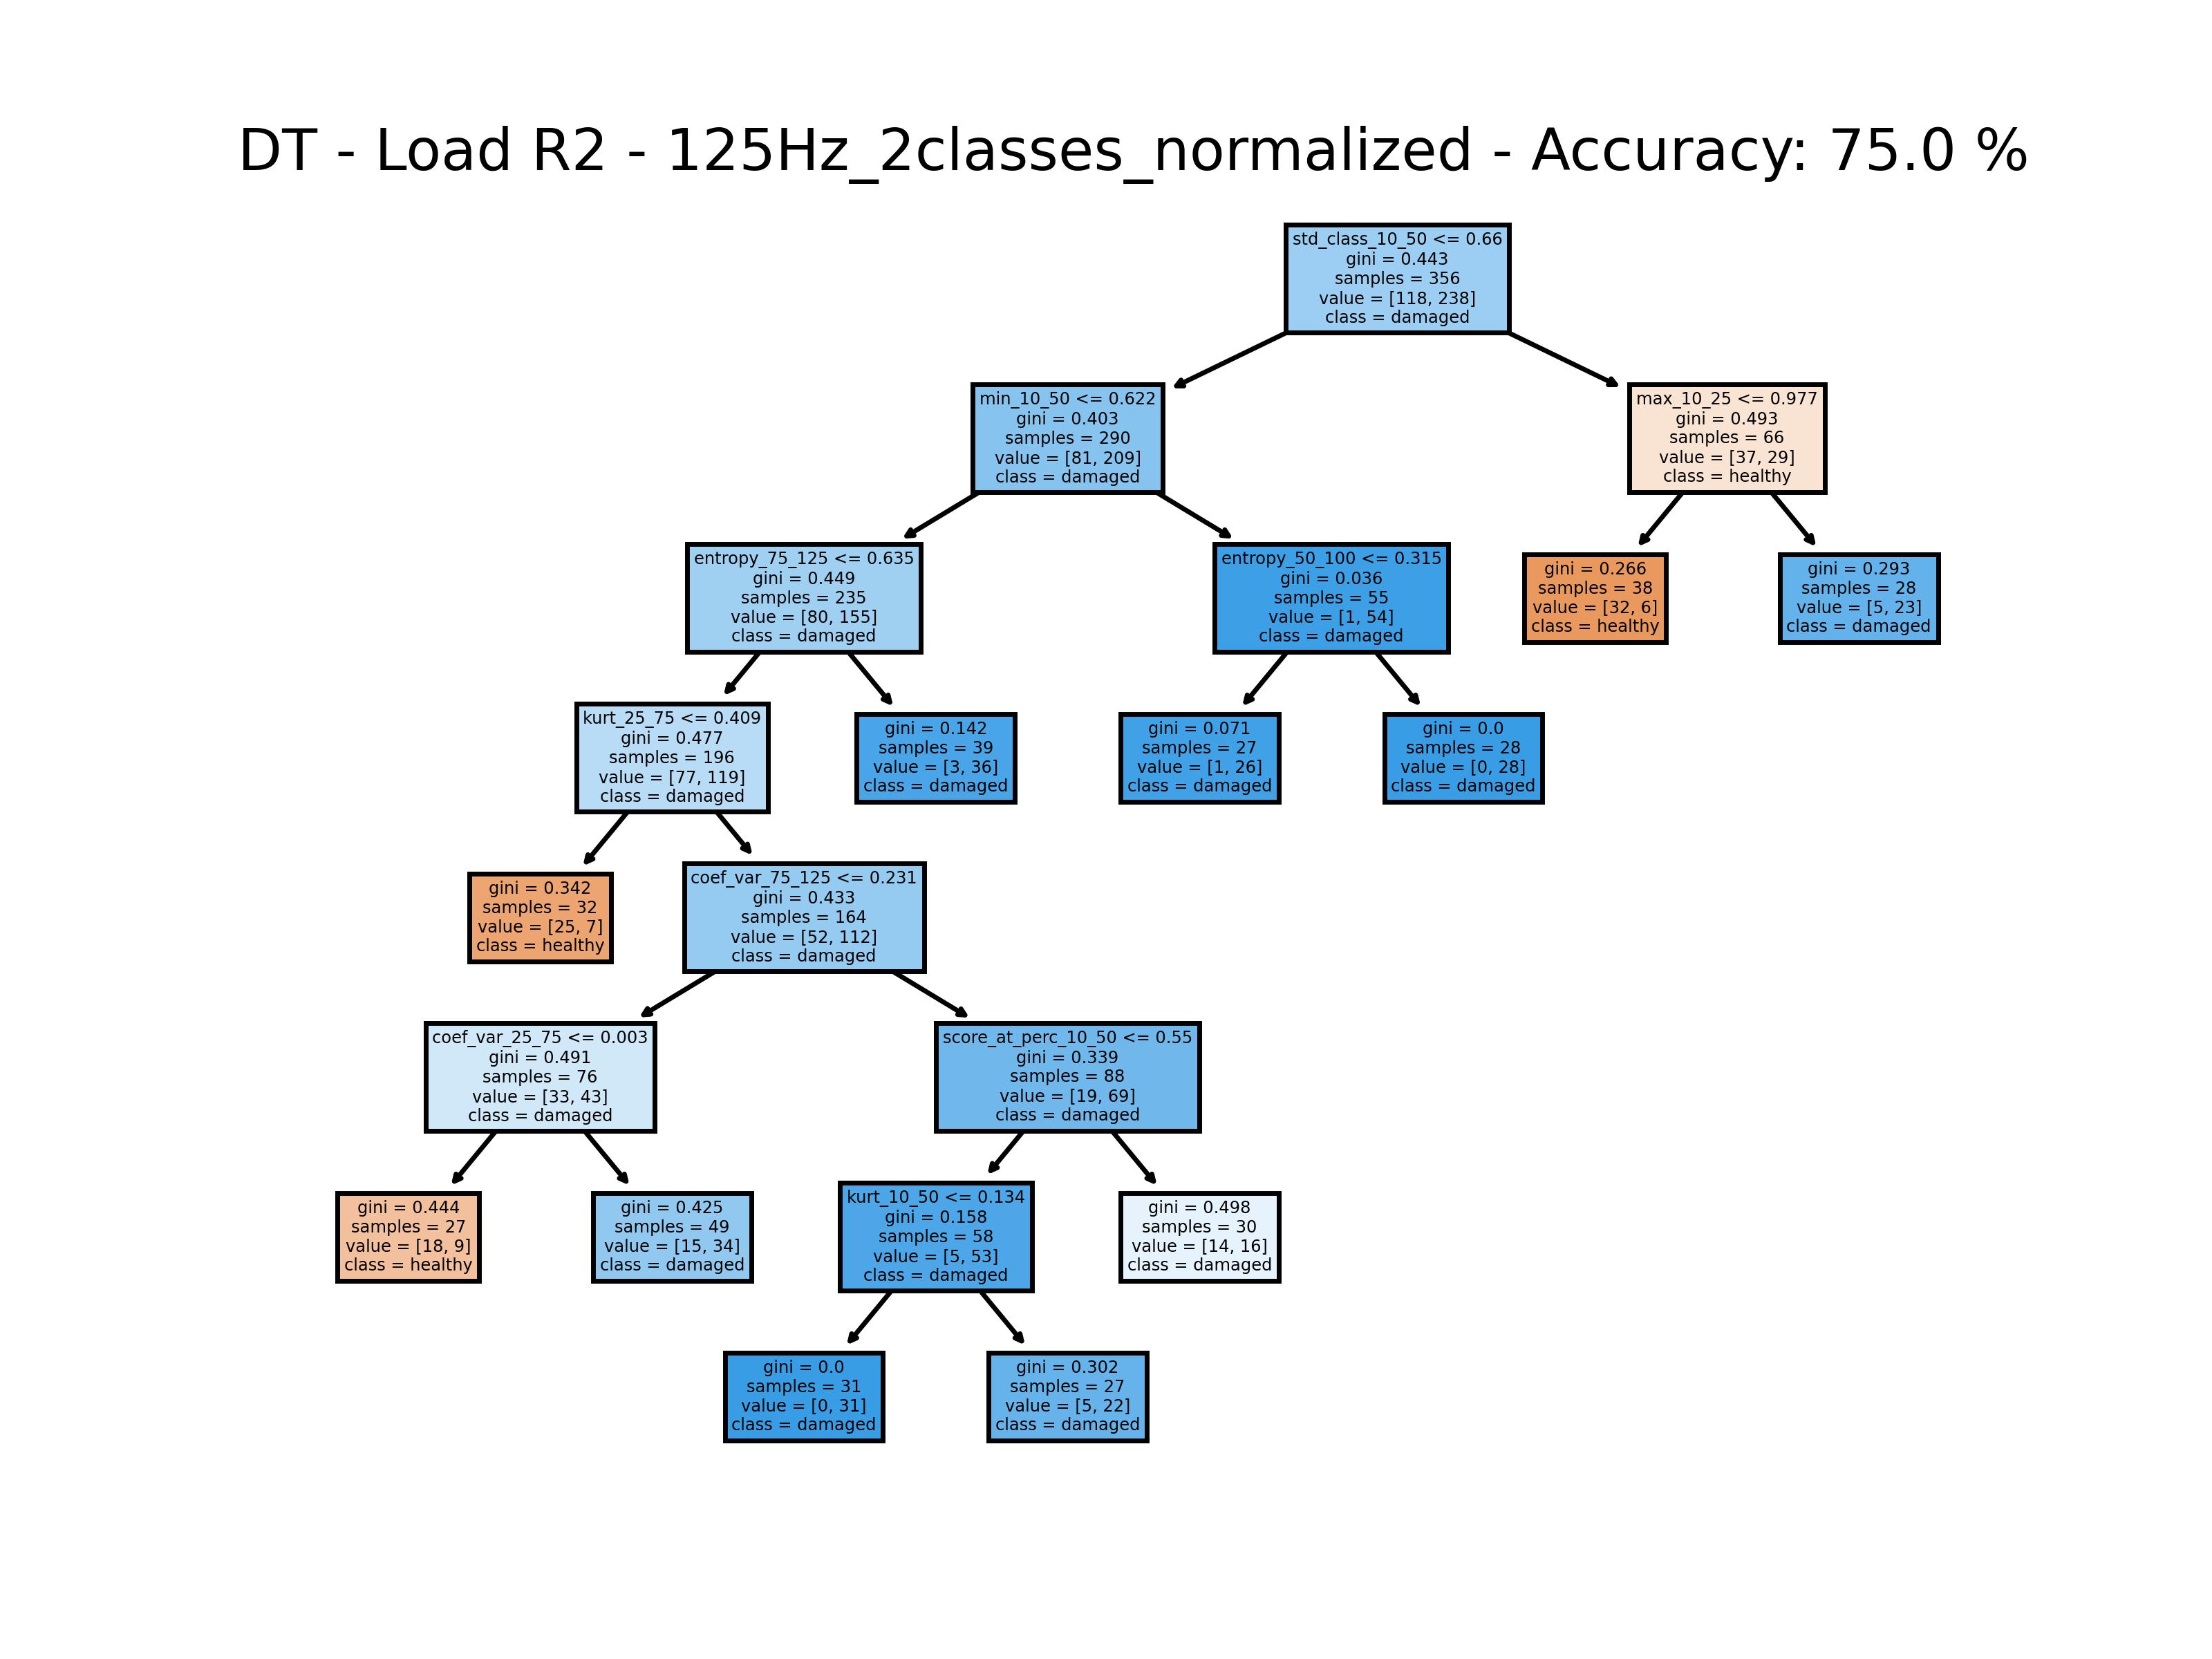 DT - Load R2 - 125Hz_2classes_normalized - Accuracy: 75.0 %
std_class_10_50 <= 0.66
gini = 0.443
samples = 356
value = [118, 238]
class = damaged
min_10_50 <= 0.622
gini = 0.403
samples = 290
value = [81, 209]
class = damaged
max_10_25 <= 0.977
gini = 0.493
samples = 66
value = [37, 29]
class = healthy
entropy_75_125 <= 0.635
gini = 0.449
samples = 235
value = [80, 155]
class = damaged
entropy_50_100 <= 0.315
gini = 0.036
samples = 55
value = [1, 54]
class = damaged
gini = 0.266
samples = 38
value = [32, 6]
class = healthy
gini = 0.293
samples = 28
value = [5, 23]
class = damaged
kurt_25_75 <= 0.409
gini = 0.477
samples = 196
value = [77, 119]
class = damaged
gini = 0.142
samples = 39
value = [3, 36]
class = damaged
gini = 0.071
samples = 27
value = [1, 26]
class = damaged
gini = 0.0
samples = 28
value = [0, 28]
class = damaged
gini = 0.342
samples = 32
value = [25, 7]
class = healthy
coef_var_75_125 <= 0.231
gini = 0.433
samples = 164
value = [52, 112]
class = damaged
coef_var_25_75 <= 0.003
gini = 0.491
samples = 76
value = [33, 43]
class = damaged
score_at_perc_10_50 <= 0.55
gini = 0.339
samples = 88
value = [19, 69]
class = damaged
gini = 0.444
samples = 27
value = [18, 9]
class = healthy
gini = 0.425
samples = 49
value = [15, 34]
class = damaged
kurt_10_50 <= 0.134
gini = 0.158
samples = 58
value = [5, 53]
class = damaged
gini = 0.498
samples = 30
value = [14, 16]
class = damaged
gini = 0.0
samples = 31
value = [0, 31]
class = damaged
gini = 0.302
samples = 27
value = [5, 22]
class = damaged